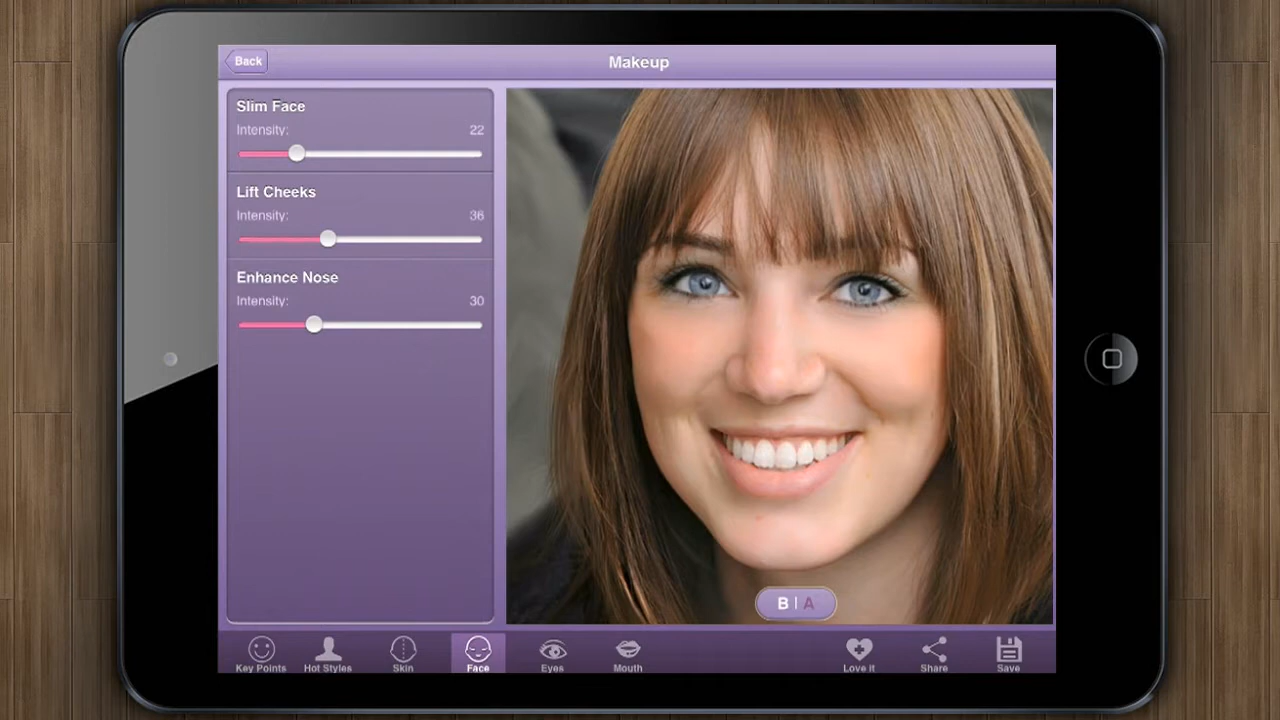 Back
Makeup
Slim Face
Intensity: 22
Lift Cheeks
Intensity: 36
Enhance Nose
Intensity: 30
B | A
Key Points
Hot Styles
Skin
Face
Eyes
Mouth
Love it
Share
Save